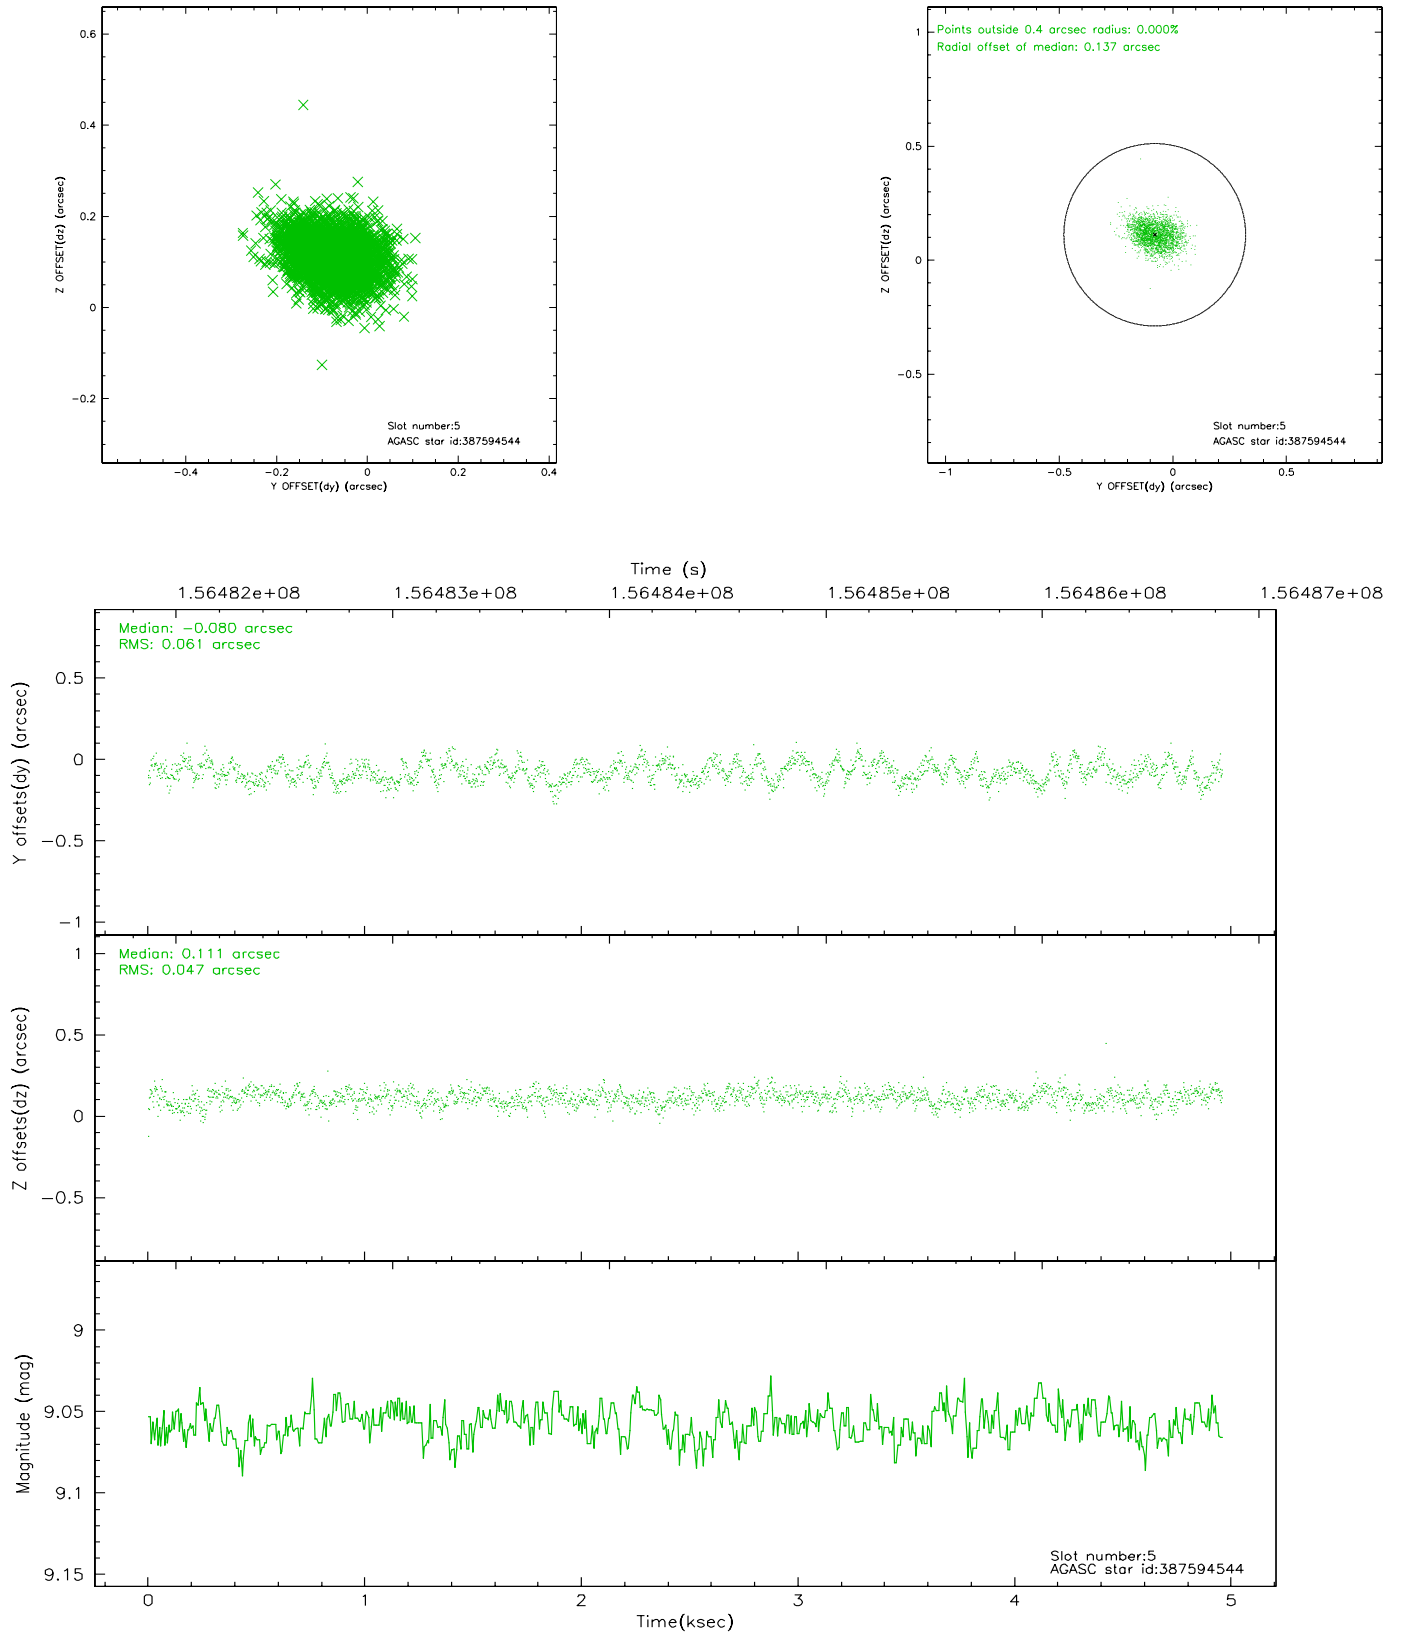 0.6
0.4
0.2
0
−0.2
Z OFFSET(dz) (arcsec)
Slot number:5
AGASC star id:387594544
−0.4 −0.2 0 0.2 0.4
Y OFFSET(dy) (arcsec)
Points outside 0.4 arcsec radius: 0.000%
Radial offset of median: 0.137 arcsec
1
0.5
0
−0.5
Z OFFSET(dz) (arcsec)
Slot number:5
AGASC star id:387594544
−1 −0.5 0 0.5
Y OFFSET(dy) (arcsec)
Time (s)
1.56482e+08 1.56483e+08 1.56484e+08 1.56485e+08 1.56486e+08 1.56487e+08
Median: −0.080 arcsec
RMS: 0.061 arcsec
0.5
0
−0.5
−1
Y offsets(dy) (arcsec)
Median: 0.111 arcsec
RMS: 0.047 arcsec
1
0.5
0
−0.5
Z offsets(dz) (arcsec)
9
9.05
9.1
9.15
Magnitude (mag)
Slot number:5
AGASC star id:387594544
0 1 2 3 4 5
Time(ksec)